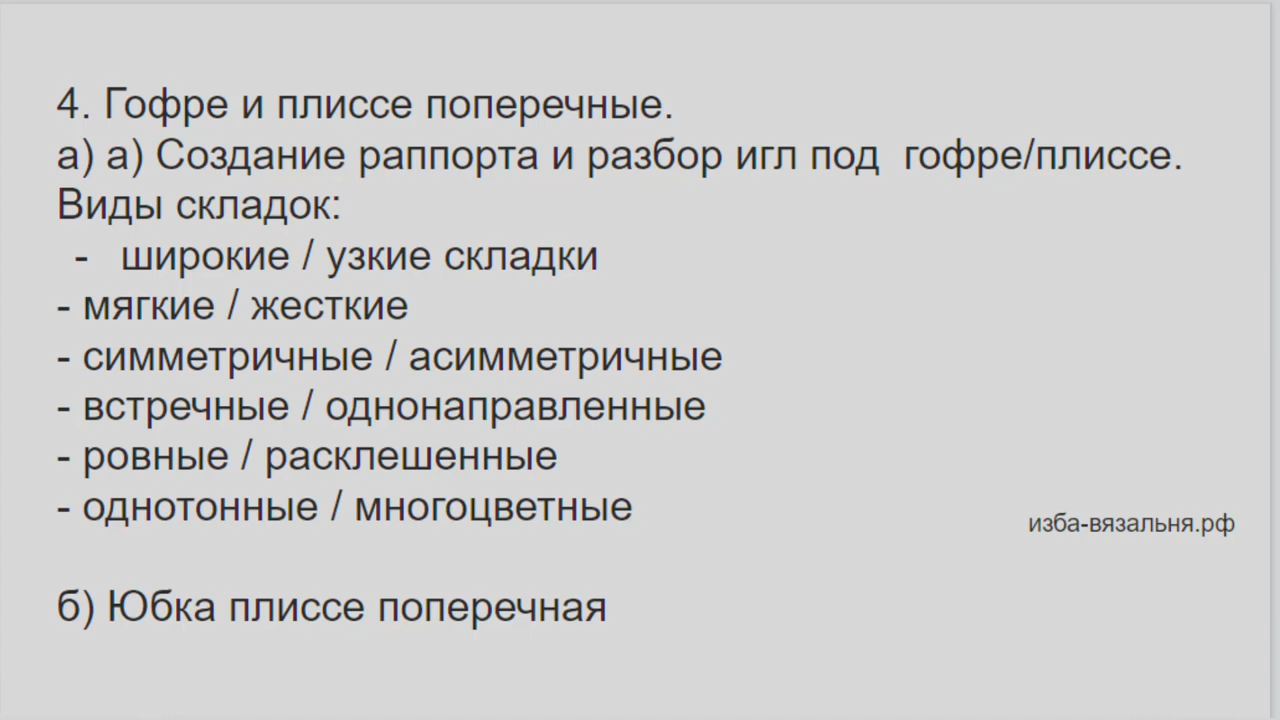 4. Гофре и плиссе поперечные.
а) а) Создание раппорта и разбор игл под  гофре/плиссе.
Виды складок:
-   широкие / узкие складки
- мягкие / жесткие
- симметричные / асимметричные
- встречные / однонаправленные
- ровные / расклешенные
- однотонные / многоцветные
изба-вязальня.рф
б) Юбка плиссе поперечная